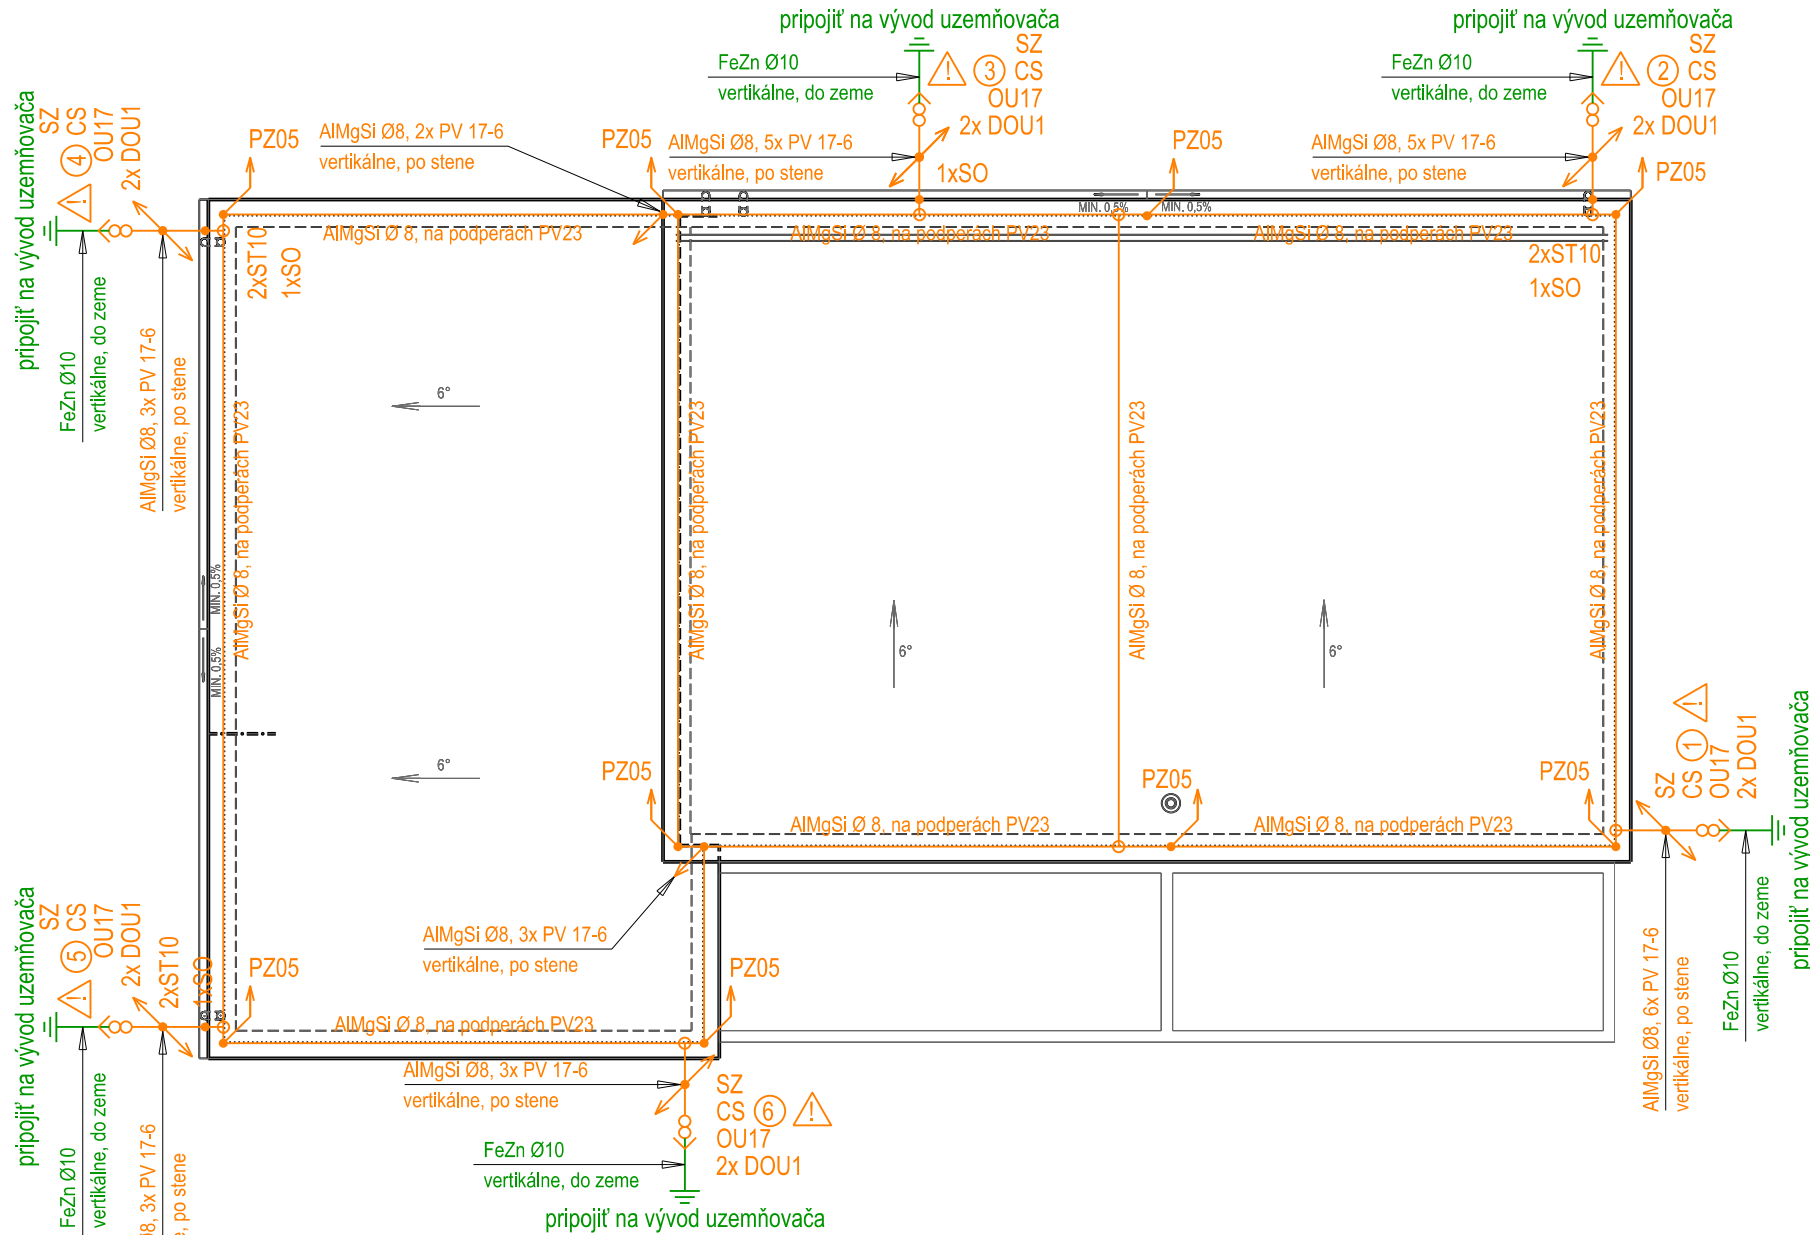 pripojiť na vývod uzemňovača
FeZn Ø10
vertikálne, do zeme
3
SZ
CS
OU17
2x DOU1
AlMgSi Ø8, 5x PV 17-6
vertikálne, po stene
1xSO
pripojiť na vývod uzemňovača
FeZn Ø10
vertikálne, do zeme
2
SZ
CS
OU17
2x DOU1
AlMgSi Ø8, 5x PV 17-6
vertikálne, po stene
PZ05
pripojiť na vývod uzemňovača
SZ
4 CS
OU17
2x DOU1
FeZn Ø10
vertikálne, do zeme
AlMgSi Ø8, 3x PV 17-6
vertikálne, po stene
PZ05
AlMgSi Ø8, 2x PV 17-6
vertikálne, po stene
PZ05
PZ05
MIN. 0,5%
MIN. 0,5%
AlMgSi Ø 8, na podperách PV23
AlMgSi Ø 8, na podperách PV23
AlMgSi Ø 8, na podperách PV23
2xST10
1xSO
2xST10
1xSO
6°
AlMgSi Ø 8, na podperách PV23
AlMgSi Ø 8, na podperách PV23
AlMgSi Ø 8, na podperách PV23
AlMgSi Ø 8, na podperách PV23
MIN. 0,5%
MIN. 0,5%
6°
6°
6°
PZ05
PZ05
PZ05
AlMgSi Ø 8, na podperách PV23
AlMgSi Ø 8, na podperách PV23
SZ
CS 1
OU17
2x DOU1
pripojiť na vývod uzemňovača
AlMgSi Ø8, 6x PV 17-6
vertikálne, po stene
FeZn Ø10
vertikálne, do zeme
AlMgSi Ø8, 3x PV 17-6
vertikálne, po stene
pripojiť na vývod uzemňovača
SZ
5 CS
OU17
2x DOU1
2xST10
1xSO
PZ05
PZ05
AlMgSi Ø 8, na podperách PV23
FeZn Ø10
vertikálne, do zeme
Ø8, 3x PV 17-6
po stene
AlMgSi Ø8, 3x PV 17-6
vertikálne, po stene
SZ
CS 6
OU17
2x DOU1
FeZn Ø10
vertikálne, do zeme
pripojiť na vývod uzemňovača